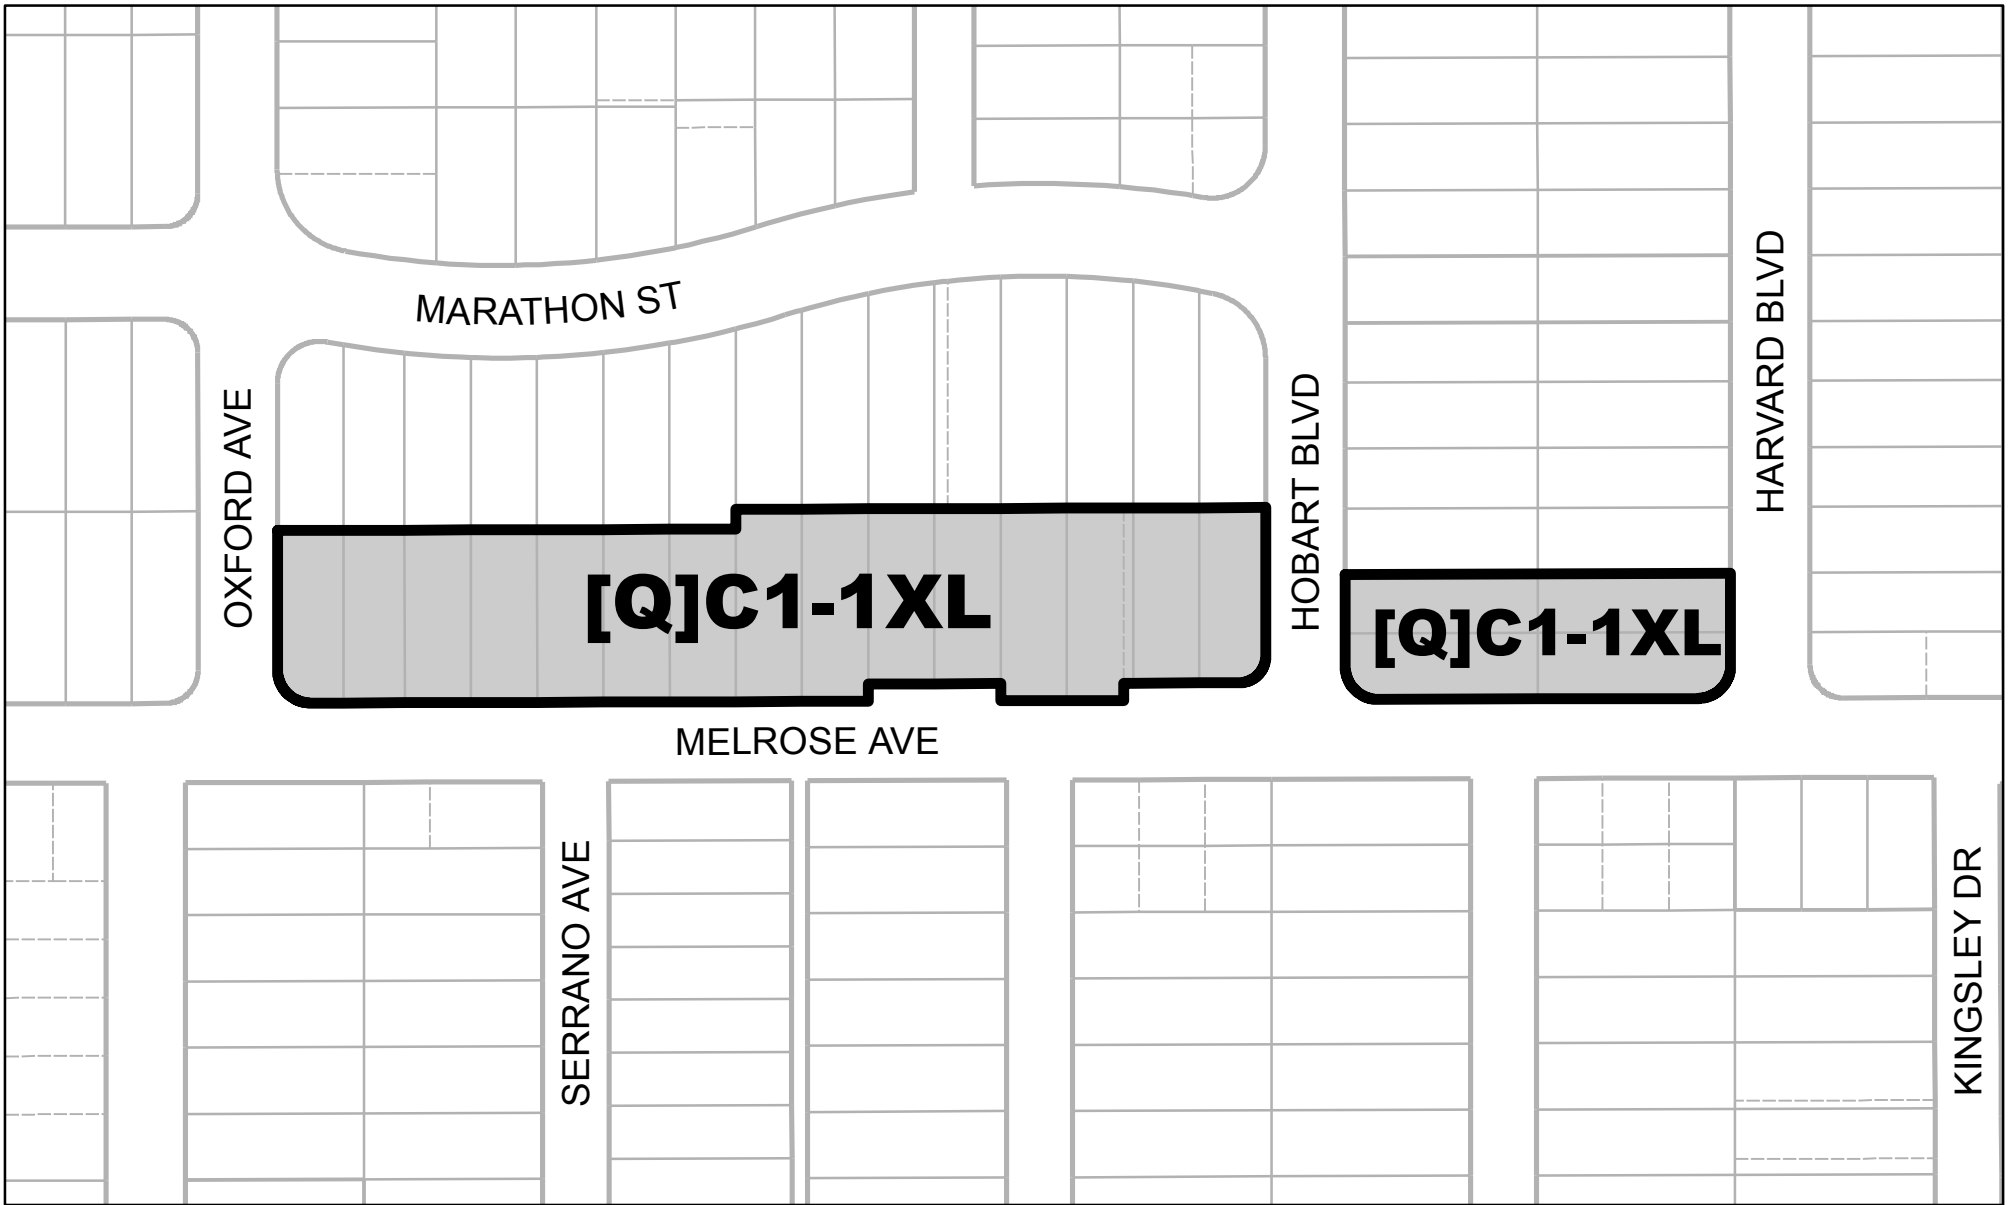 MARATHON ST
OXFORD AVE
HOBART BLVD
HARVARD BLVD
[Q]C1-1XL
[Q]C1-1XL
MELROSE AVE
SERRANO AVE
KINGSLEY DR